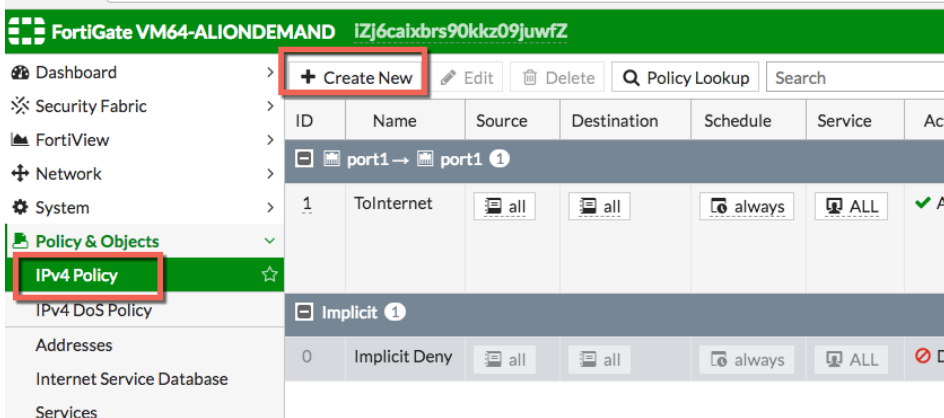 FortiGate VM64-ALIONDEMAND iZj6caixbrs90kkz09juwfZ
Dashboard
Security Fabric
FortiView
Network
System
Policy & Objects
IPv4 Policy
IPv4 DoS Policy
Addresses
Internet Service Database
Services
+ Create New Edit Delete Policy Lookup Search
ID Name Source Destination Schedule Service Ac
port1 → port1 1
1 ToInternet all all always ALL A
Implicit 1
0 Implicit Deny all all always ALL D